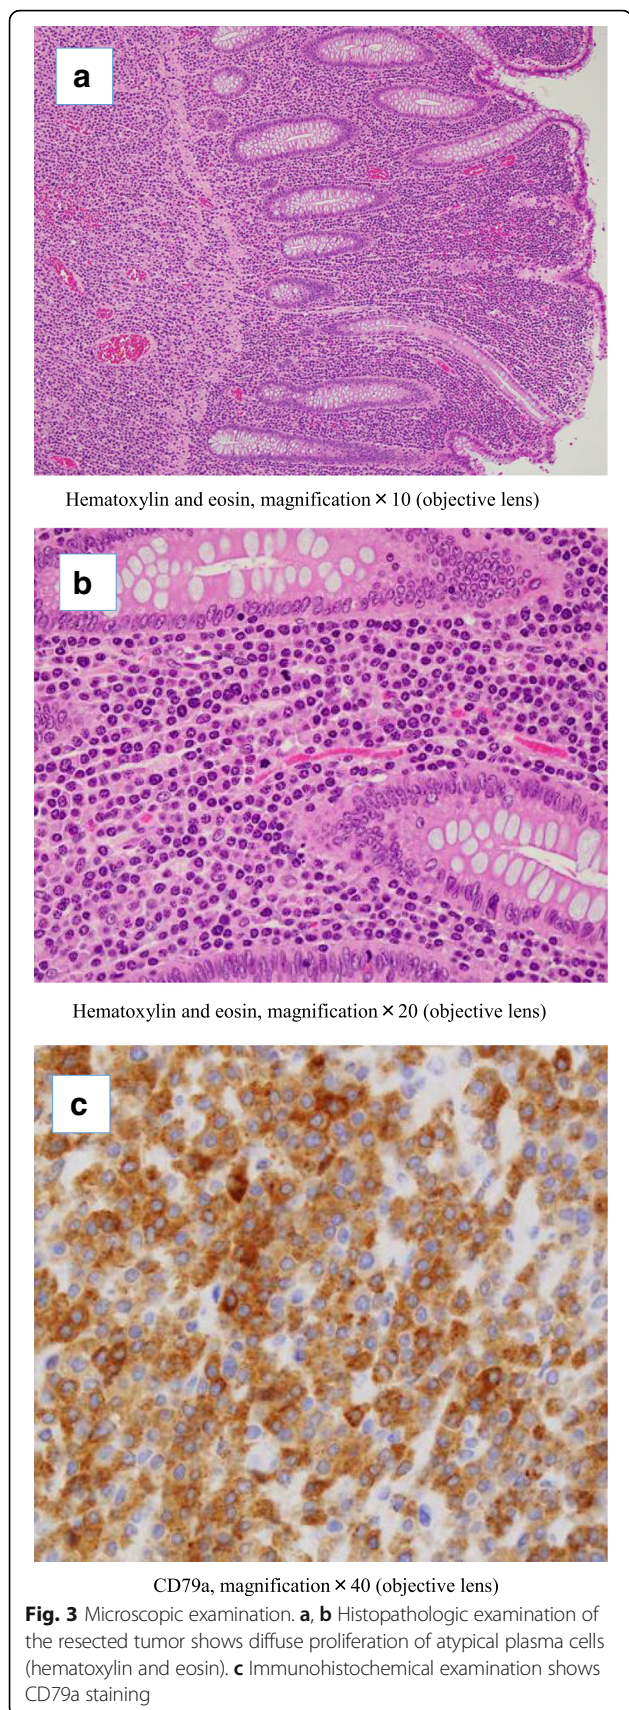 a
Hematoxylin and eosin, magnification × 10 (objective lens)
b
Hematoxylin and eosin, magnification × 20 (objective lens)
c
CD79a, magnification × 40 (objective lens)
Fig. 3 Microscopic examination. a, b Histopathologic examination of
the resected tumor shows diffuse proliferation of atypical plasma cells
(hematoxylin and eosin). c Immunohistochemical examination shows
CD79a staining